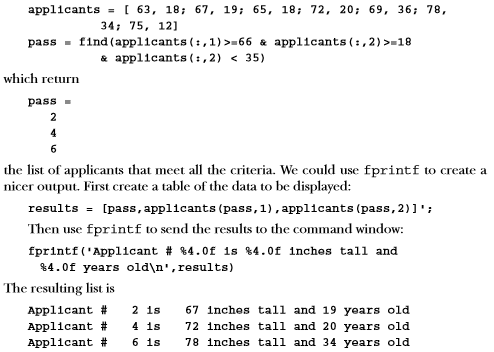 applicants = [ 63, 18; 67, 19; 65, 18; 72, 20; 69, 36; 78,
34; 75, 12]
pass = find(applicants(:,1)>=66 & applicants(:,2)>=18
& applicants(:,2) < 35)
which return
pass =
2
4
6
the list of applicants that meet all the criteria. We could use fprintf to create a
nicer output. First create a table of the data to be displayed:
results = [pass,applicants(pass,1),applicants(pass,2)]';
Then use fprintf to send the results to the command window:
fprintf('Applicant # %4.0f is %4.0f inches tall and
%4.0f years old\n',results)
The resulting list is
Applicant # 2 is 67 inches tall and 19 years old
Applicant # 4 is 72 inches tall and 20 years old
Applicant # 6 is 78 inches tall and 34 years old